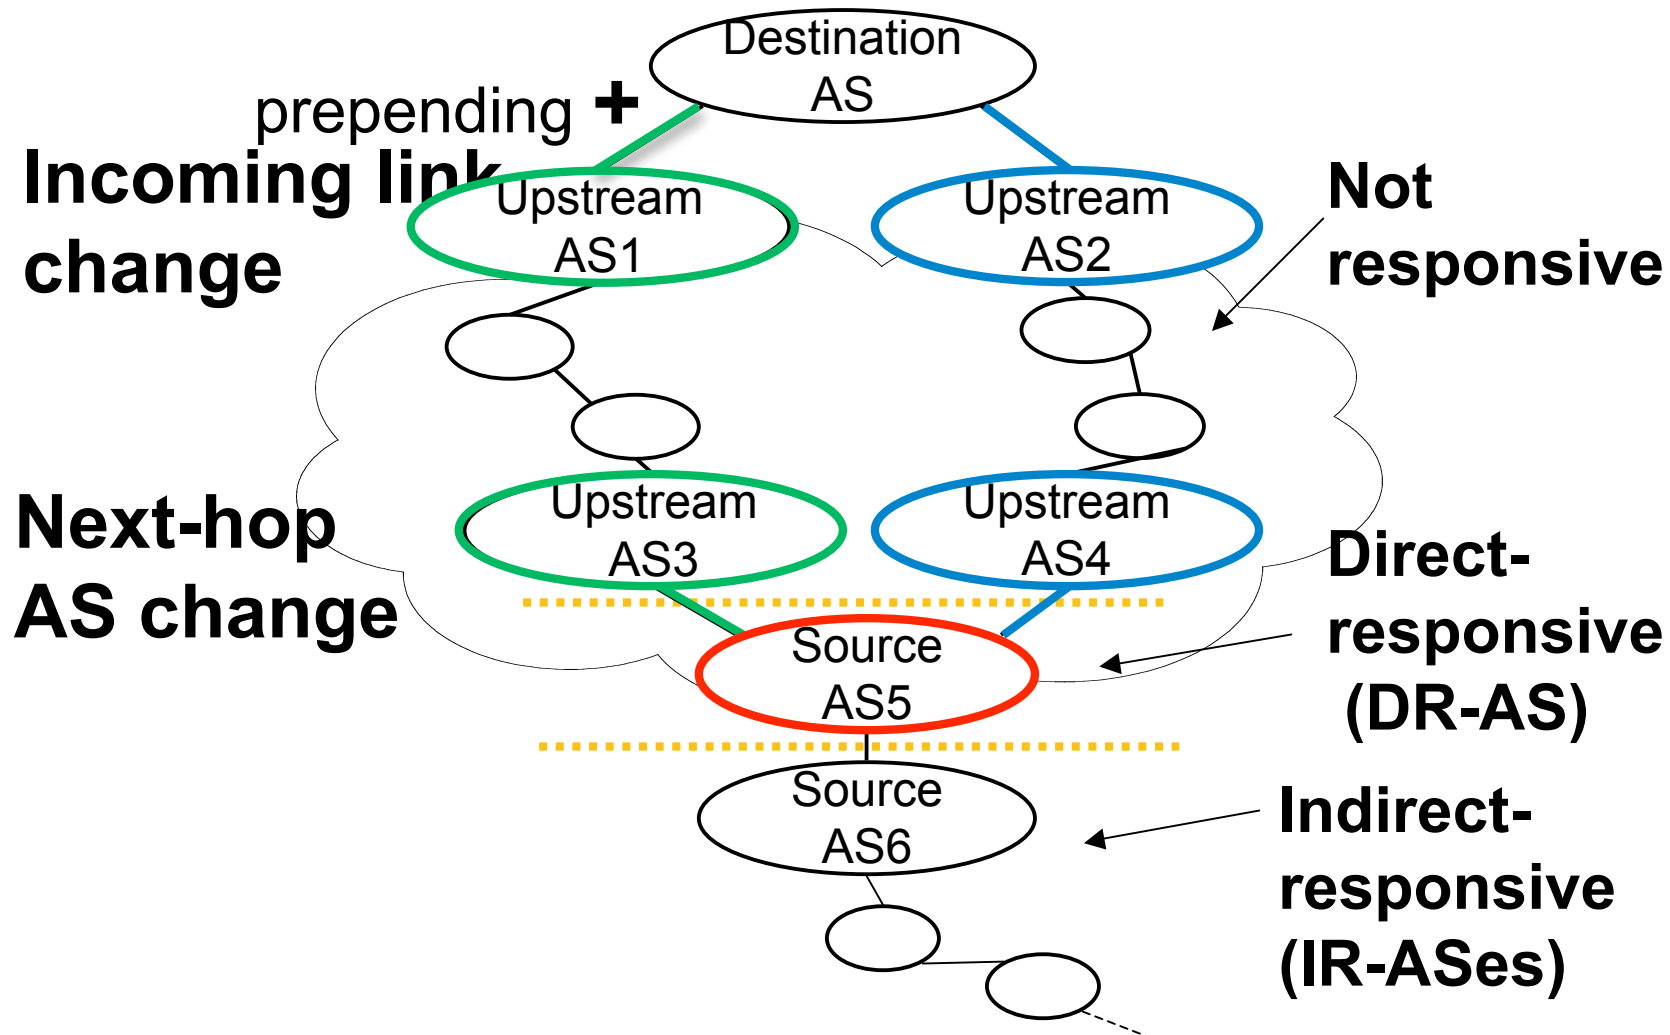 Destination
AS
prepending +
Incoming link
change
Upstream
AS1
Upstream
AS2
Not
responsive
Next-hop
AS change
Upstream
AS3
Upstream
AS4
Direct-
responsive
(DR-AS)
Source
AS5
Source
AS6
Indirect-
responsive
(IR-ASes)